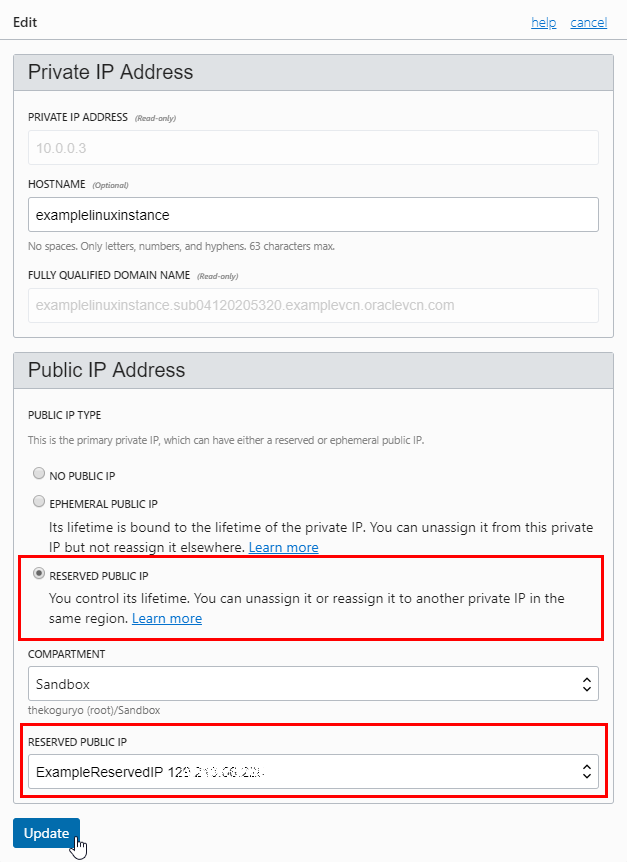 Edit help cancel
Private IP Address
PRIVATE IP ADDRESS (Read-only)
10.0.0.3
HOSTNAME (Optional)
examplelinuxinstance
No spaces. Only letters, numbers, and hyphens. 63 characters max.
FULLY QUALIFIED DOMAIN NAME (Read-only)
examplelinuxinstance.sub04120205320.examplevcn.oraclevcn.com
Public IP Address
PUBLIC IP TYPE
This is the primary private IP, which can have either a reserved or ephemeral public IP.
NO PUBLIC IP
EPHEMERAL PUBLIC IP
Its lifetime is bound to the lifetime of the private IP. You can unassign it from this private
IP but not reassign it elsewhere. Learn more
RESERVED PUBLIC IP
You control its lifetime. You can unassign it or reassign it to another private IP in the
same region. Learn more
COMPARTMENT
Sandbox
thekoguryo (root)/Sandbox
RESERVED PUBLIC IP
ExampleReservedIP
Update